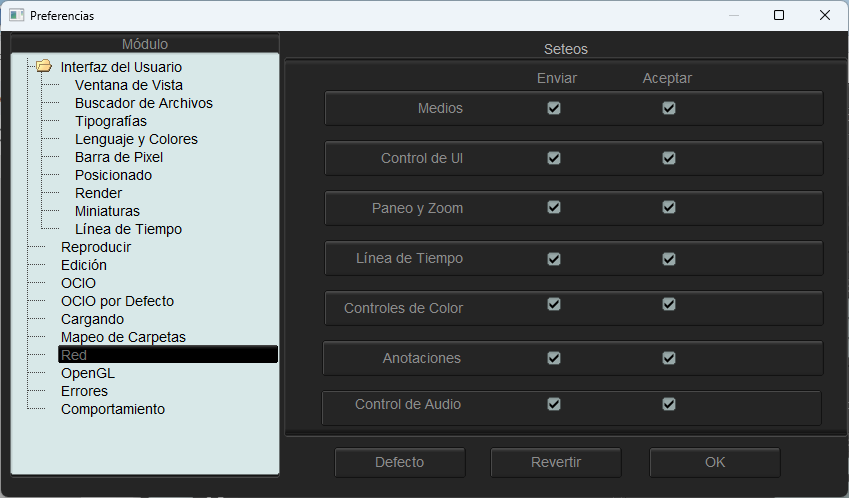 Preferencias
Módulo
Interfaz del Usuario
Ventana de Vista
Buscador de Archivos
Tipografías
Lenguaje y Colores
Barra de Pixel
Posicionado
Render
Miniaturas
Línea de Tiempo
Reproducir
Edición
OCIO
OCIO por Defecto
Cargando
Mapeo de Carpetas
Red
OpenGL
Errores
Comportamiento
Seteos
Enviar Aceptar
Medios
Control de UI
Paneo y Zoom
Línea de Tiempo
Controles de Color
Anotaciones
Control de Audio
Defecto Revertir OK